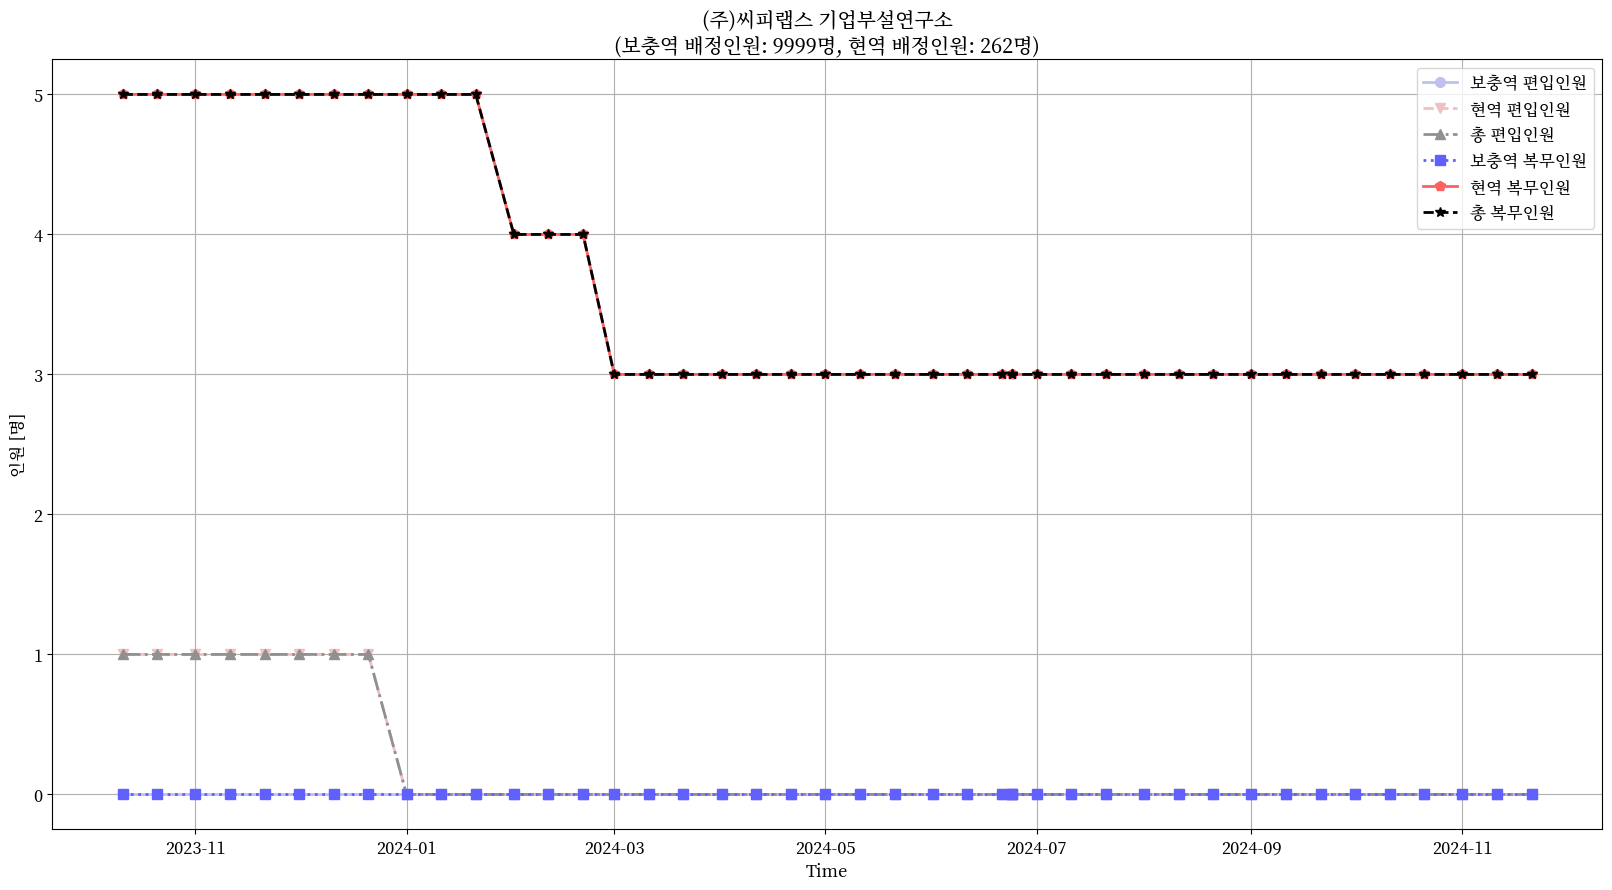 (주)씨피랩스 기업부설연구소
(보충역 배정인원: 9999명, 현역 배정인원: 262명)
보충역 편입인원
현역 편입인원
총 편입인원
보충역 복무인원
현역 복무인원
총 복무인원
인원 [명]
5
4
3
2
1
0
2023-11 2024-01 2024-03 2024-05 2024-07 2024-09 2024-11
Time